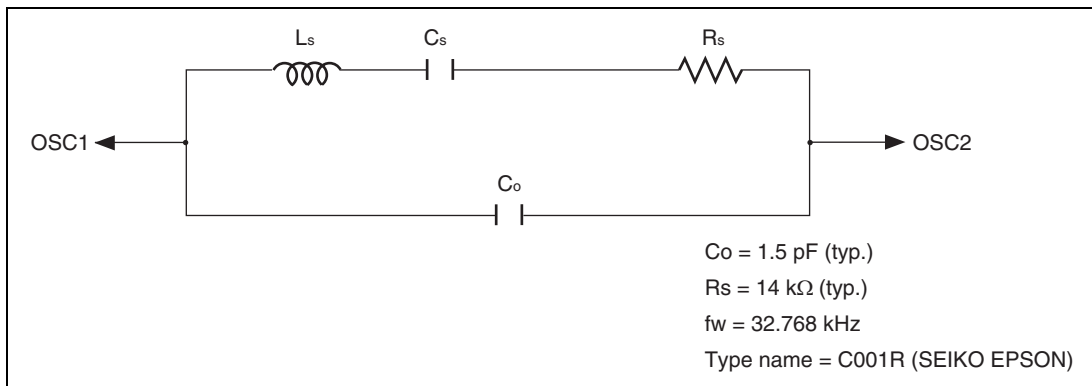 Ls
Cs
Rs
OSC1
OSC2
Co
Co = 1.5 pF (typ.)
Rs = 14 kΩ (typ.)
fw = 32.768 kHz
Type name = C001R (SEIKO EPSON)